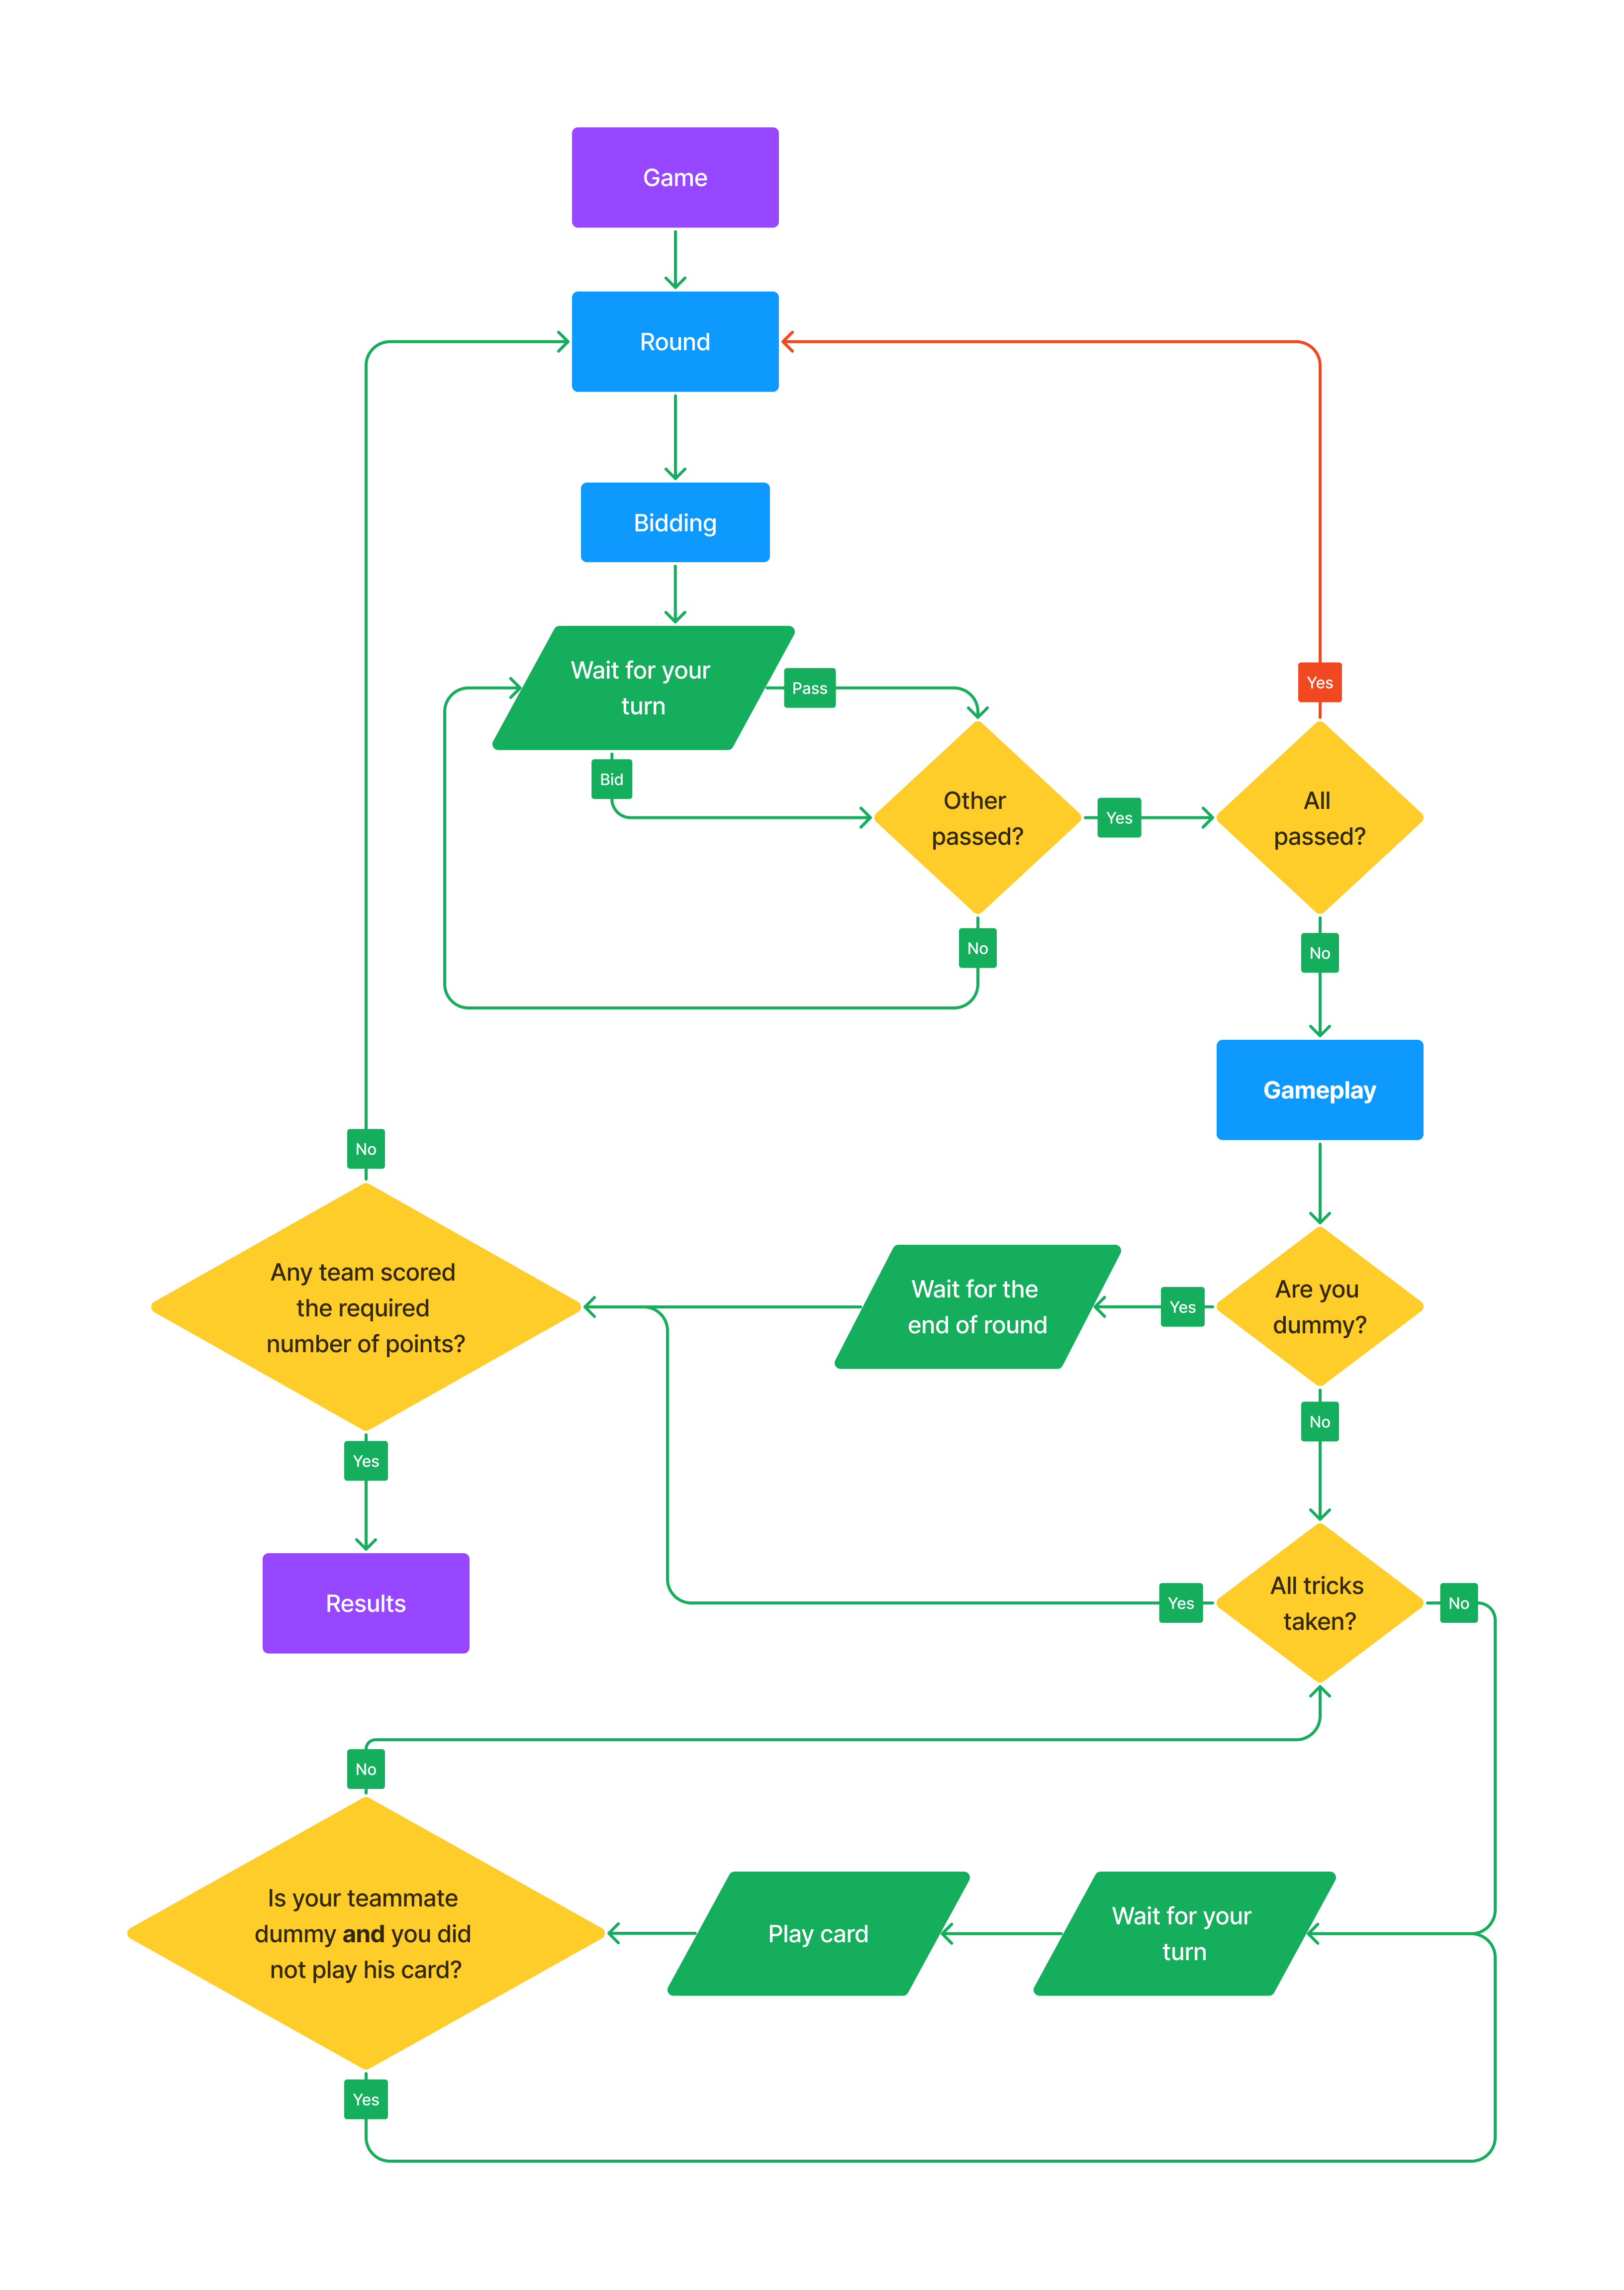 Game
Round
Bidding
Wait for your
turn
Pass
Bid
Other
passed?
Yes
All
passed?
Yes
No
No
Gameplay
No
Any team scored
the required
number of points?
Wait for the
end of round
Yes
Are you
dummy?
No
Yes
Results
Yes
All tricks
taken?
No
No
Is your teammate
dummy and you did
not play his card?
Play card
Wait for your
turn
Yes